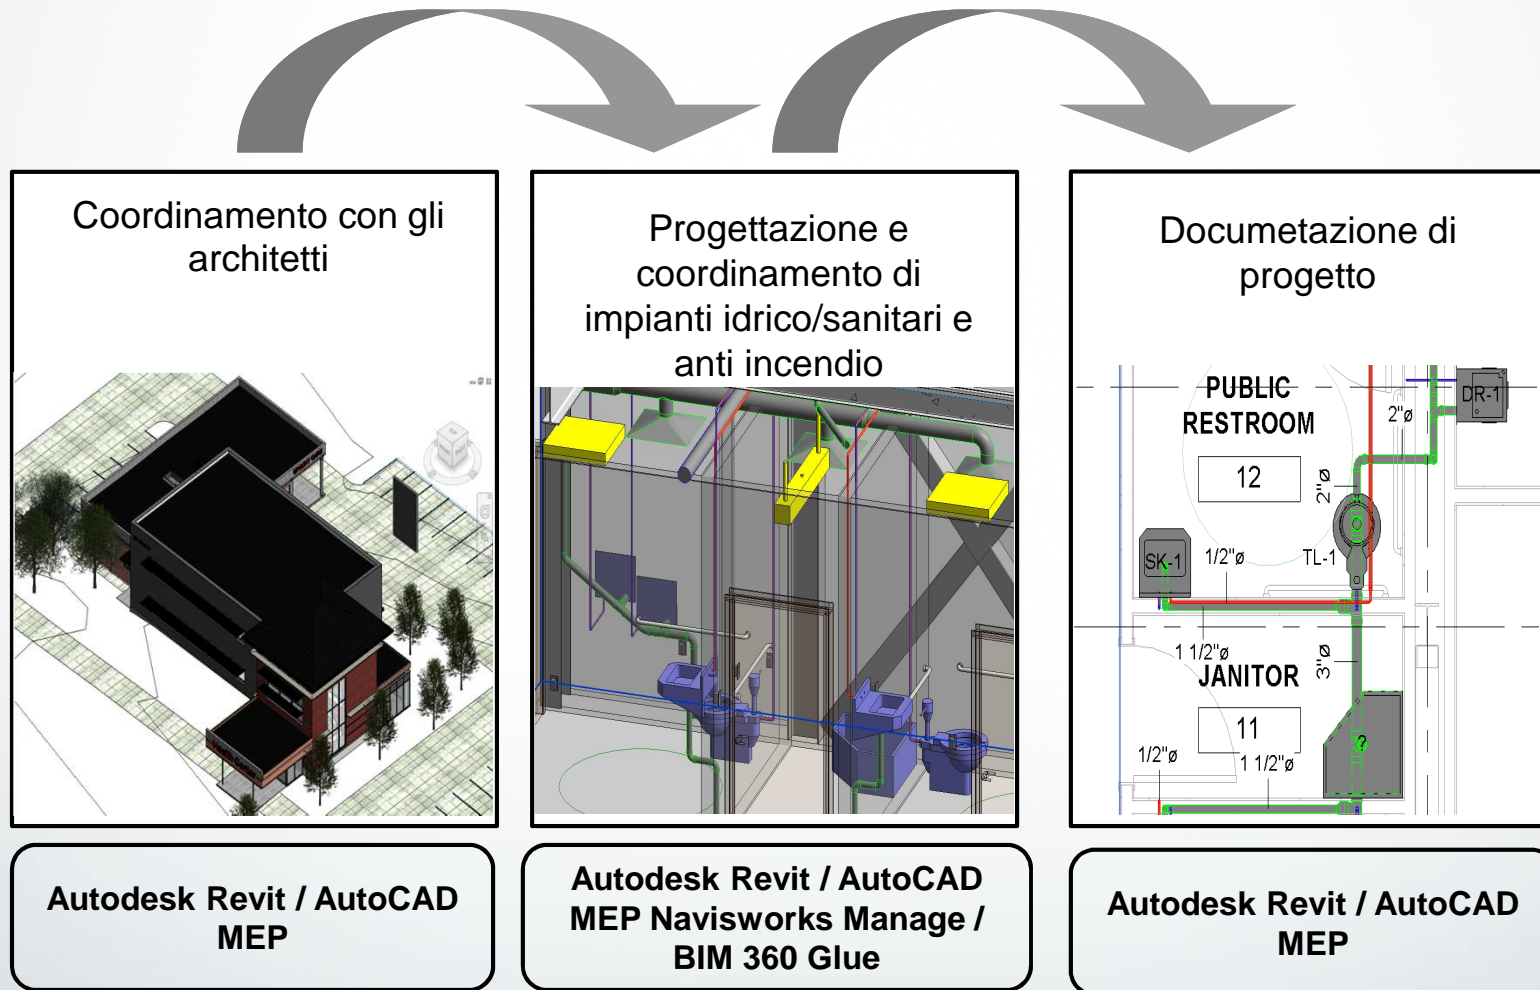 Coordinamento con gli
architetti
Progettazione e
coordinamento di
impianti idrico/sanitari e
anti incendio
Documetazione di
progetto
PUBLIC
RESTROOM
12
DR-1
2"ø
2"ø
SK-1
1/2"ø
TL-1
1 1/2"ø
3"ø
JANITOR
11
?
1/2"ø
1 1/2"ø
Autodesk Revit / AutoCAD
MEP
Autodesk Revit / AutoCAD
MEP Navisworks Manage /
BIM 360 Glue
Autodesk Revit / AutoCAD
MEP